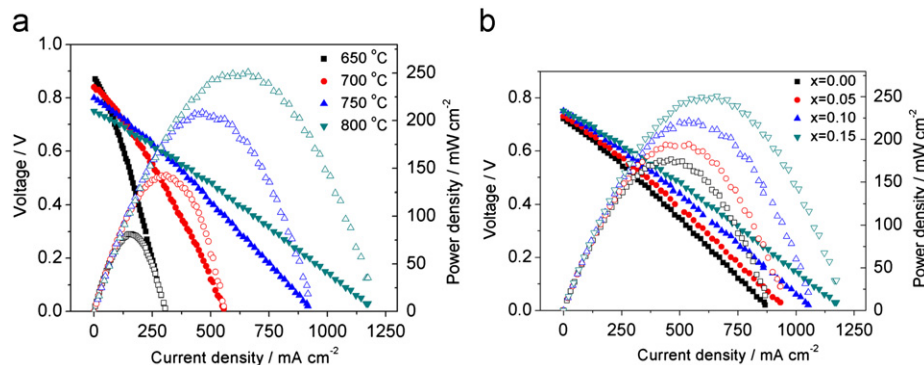 a
1.0
0.8
0.6
0.4
0.2
0.0
Voltage / V
650 °C
700 °C
750 °C
800 °C
250
200
150
100
50
0
Power density / mW cm-2
0 250 500 750 1000 1250
Current density / mA cm-2
b
1.0
0.8
0.6
0.4
0.2
0.0
Voltage / V
x=0.00
x=0.05
x=0.10
x=0.15
300
250
200
150
100
50
0
Power density / mW cm-2
0 250 500 750 1000 1250
Current density / mA cm-2